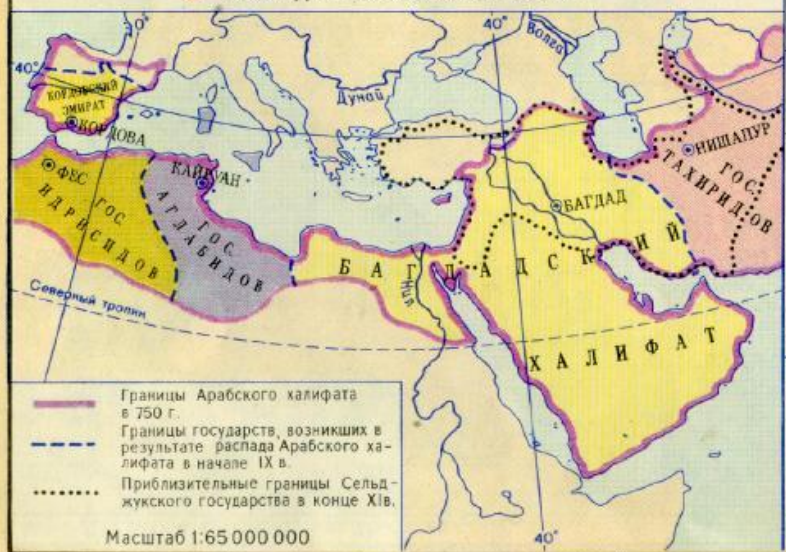 0°
40°
40°
Волга
Дунай
КОРДОВСКИЙ
ЭМИРАТ
КОРДОВА
ФЕС
ГОС.
ИДРИСИДОВ
КАЙРУАН
ГОС.
АГЛАБИДОВ
НИШАПУР
ГОС.
ТАХИРИДОВ
БАГДАД
БАГДАДСКИЙ
ХАЛИФАТ
Нил
Северный тропик
Границы Арабского халифата
в 750 г.
Границы государств, возникших в
результате распада Арабского ха-
лифата в начале IX в.
Приблизительные границы Сельд-
жукского государства в конце XI в.
Масштаб 1:65 000 000
40°